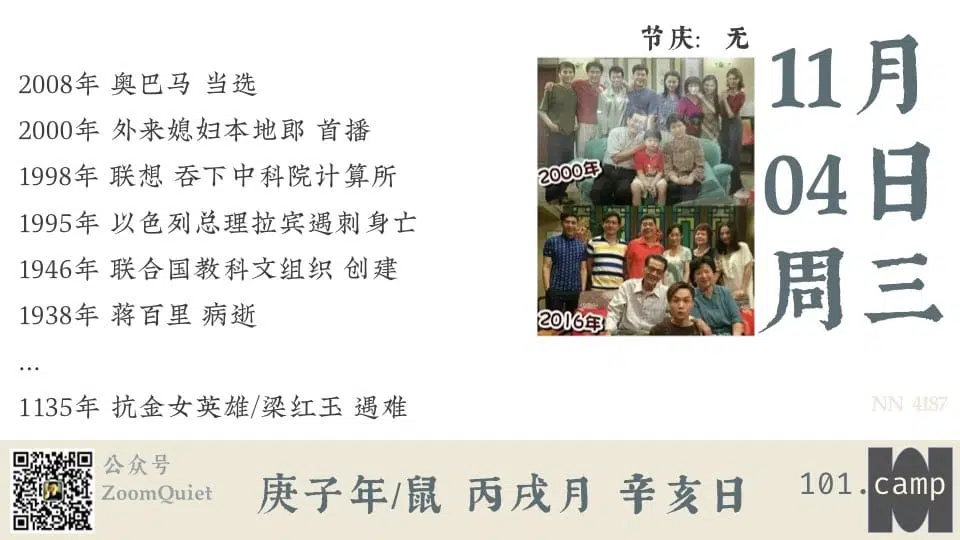 节庆: 无
11月
04日
周三
2008年 奥巴马 当选
2000年 外来媳妇本地郎 首播
1998年 联想 吞下中科院计算所
1995年 以色列总理拉宾遇刺身亡
1946年 联合国教科文组织 创建
1938年 蒋百里 病逝
...
1135年 抗金女英雄/梁红玉 遇难
2000年
2016年
NN 4187
公众号
ZoomQuiet
庚子年/鼠 丙戌月 辛亥日
101.camp